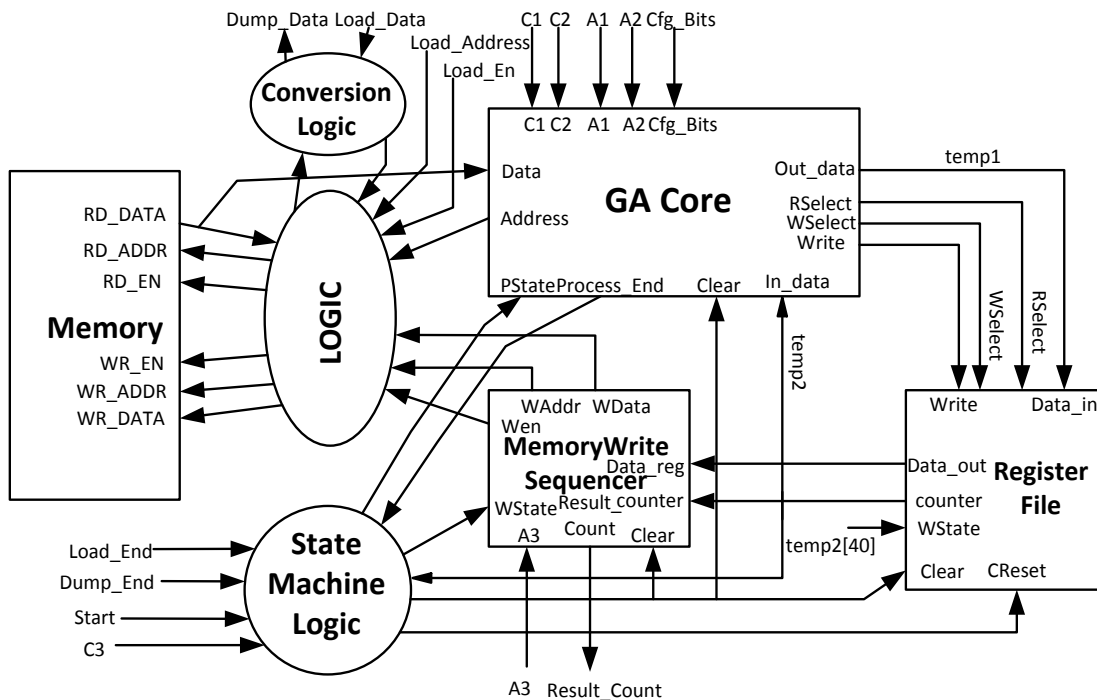 Dump_Data Load_Data
C1 C2 A1 A2 Cfg_Bits
Load_Address
Load_En
Conversion
Logic
C1 C2 A1 A2 Cfg_Bits
Data
Out_data
temp1
GA Core
RSelect
WSelect
Write
Address
PState Process_End Clear In_data
RD_DATA
RD_ADDR
RD_EN
Memory
WR_EN
WR_ADDR
WR_DATA
LOGIC
temp2
WSelect
RSelect
WAddr WData
Wen
MemoryWrite
Sequencer
Data_reg
Result_counter
WState
Count
A3
Clear
Write Data_in
Data_out
Register
File
counter
WState
temp2[40]
Clear CReset
State
Machine
Logic
Load_End
Dump_End
Start
C3
A3 Result_Count